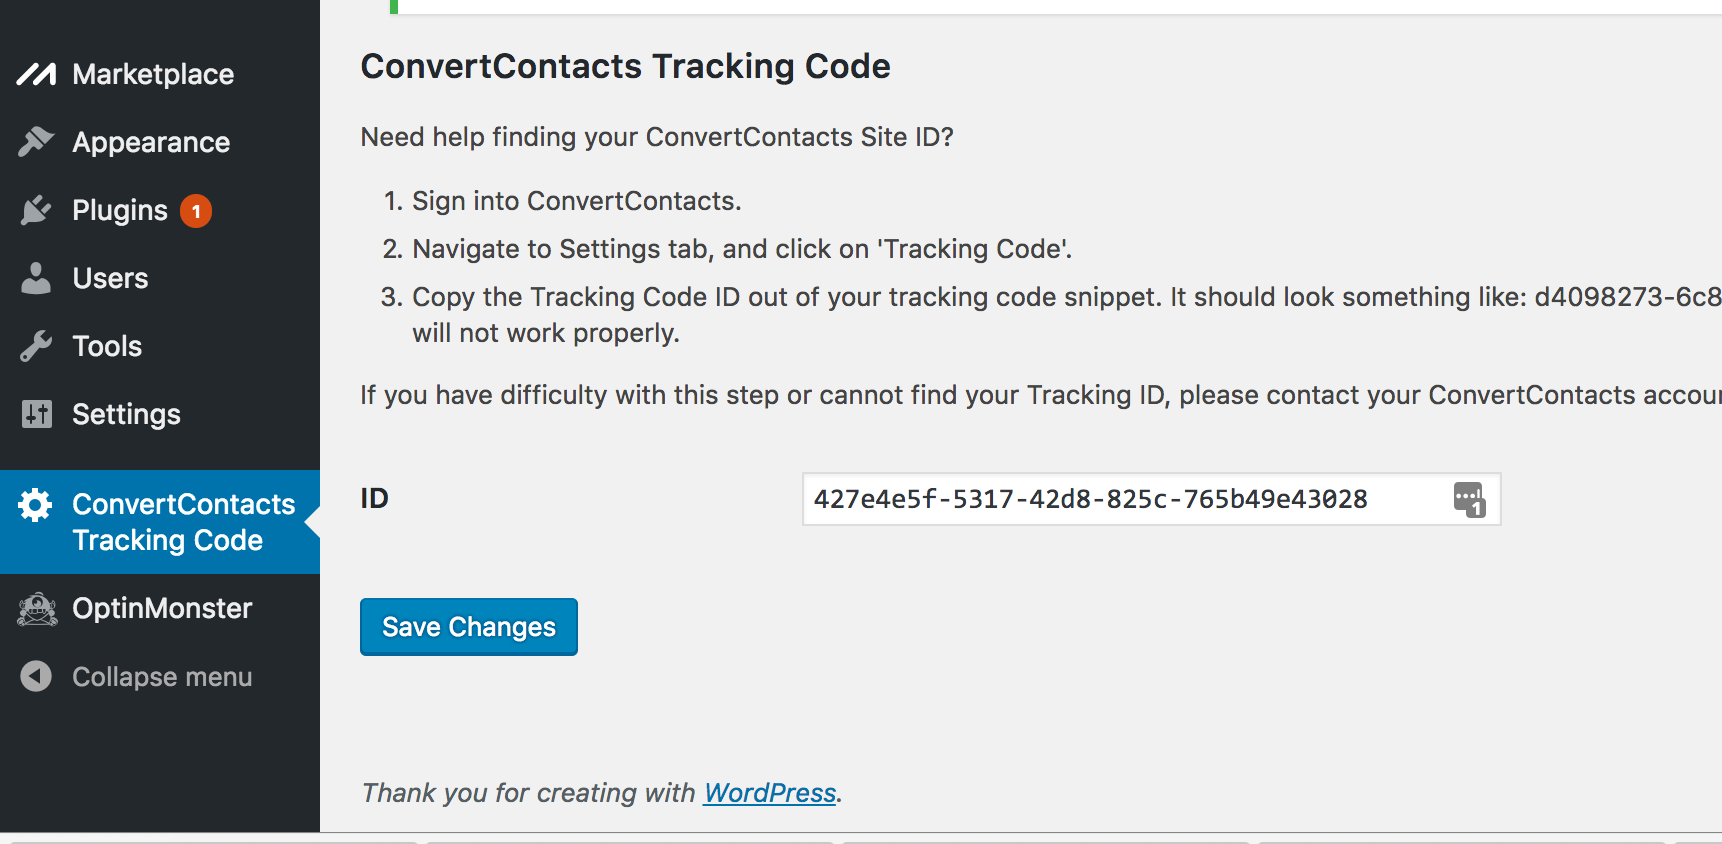 Marketplace
Appearance
Plugins 1
Users
Tools
Settings
ConvertContacts
Tracking Code
OptinMonster
Collapse menu
ConvertContacts Tracking Code
Need help finding your ConvertContacts Site ID?
1. Sign into ConvertContacts.
2. Navigate to Settings tab, and click on 'Tracking Code'.
3. Copy the Tracking Code ID out of your tracking code snippet. It should look something like: d4098273-6c8
will not work properly.
If you have difficulty with this step or cannot find your Tracking ID, please contact your ConvertContacts accou
ID
427e4e5f-5317-42d8-825c-765b49e43028
1
Save Changes
Thank you for creating with WordPress.